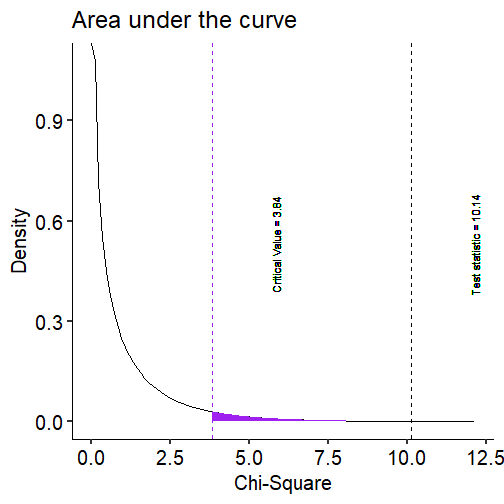 Area under the curve
Density
0.9
0.6
0.3
0.0
Critical Value = 3.84
Test statistic = 10.14
0.0 2.5 5.0 7.5 10.0 12.5
Chi-Square